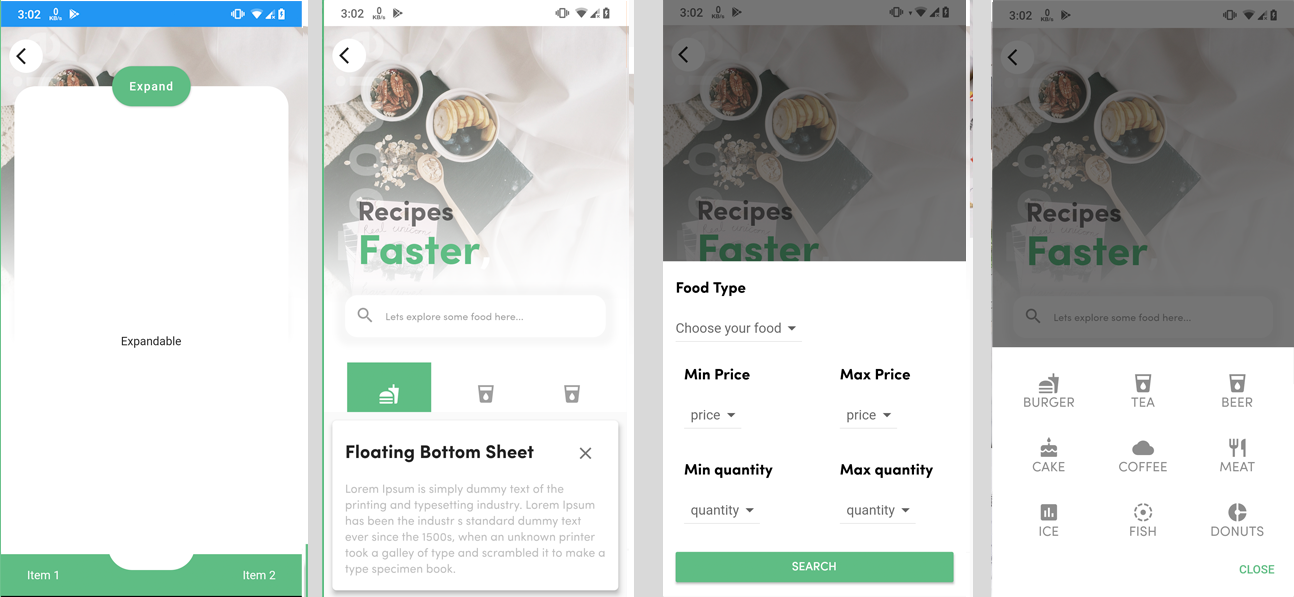 3:02 0 KB/s
Expand
Expandable
Item 1 Item 2
3:02 0 KB/s
Recipes
Real unicorn
Faster
Lets explore some food here...
Floating Bottom Sheet
Lorem Ipsum is simply dummy text of the
printing and typesetting industry. Lorem Ipsum
has been the industr s standard dummy text
ever since the 1500s, when an unknown printer
took a galley of type and scrambled it to make a
type specimen book.
3:02 0 KB/s
Recipes
Real unicorn
Faster
Food Type
Choose your food
Min Price Max Price
price price
Min quantity Max quantity
quantity quantity
SEARCH
3:02 0 KB/s
Recipes
Faster
Lets explore some food here...
BURGER TEA BEER
CAKE COFFEE MEAT
ICE FISH DONUTS
CLOSE